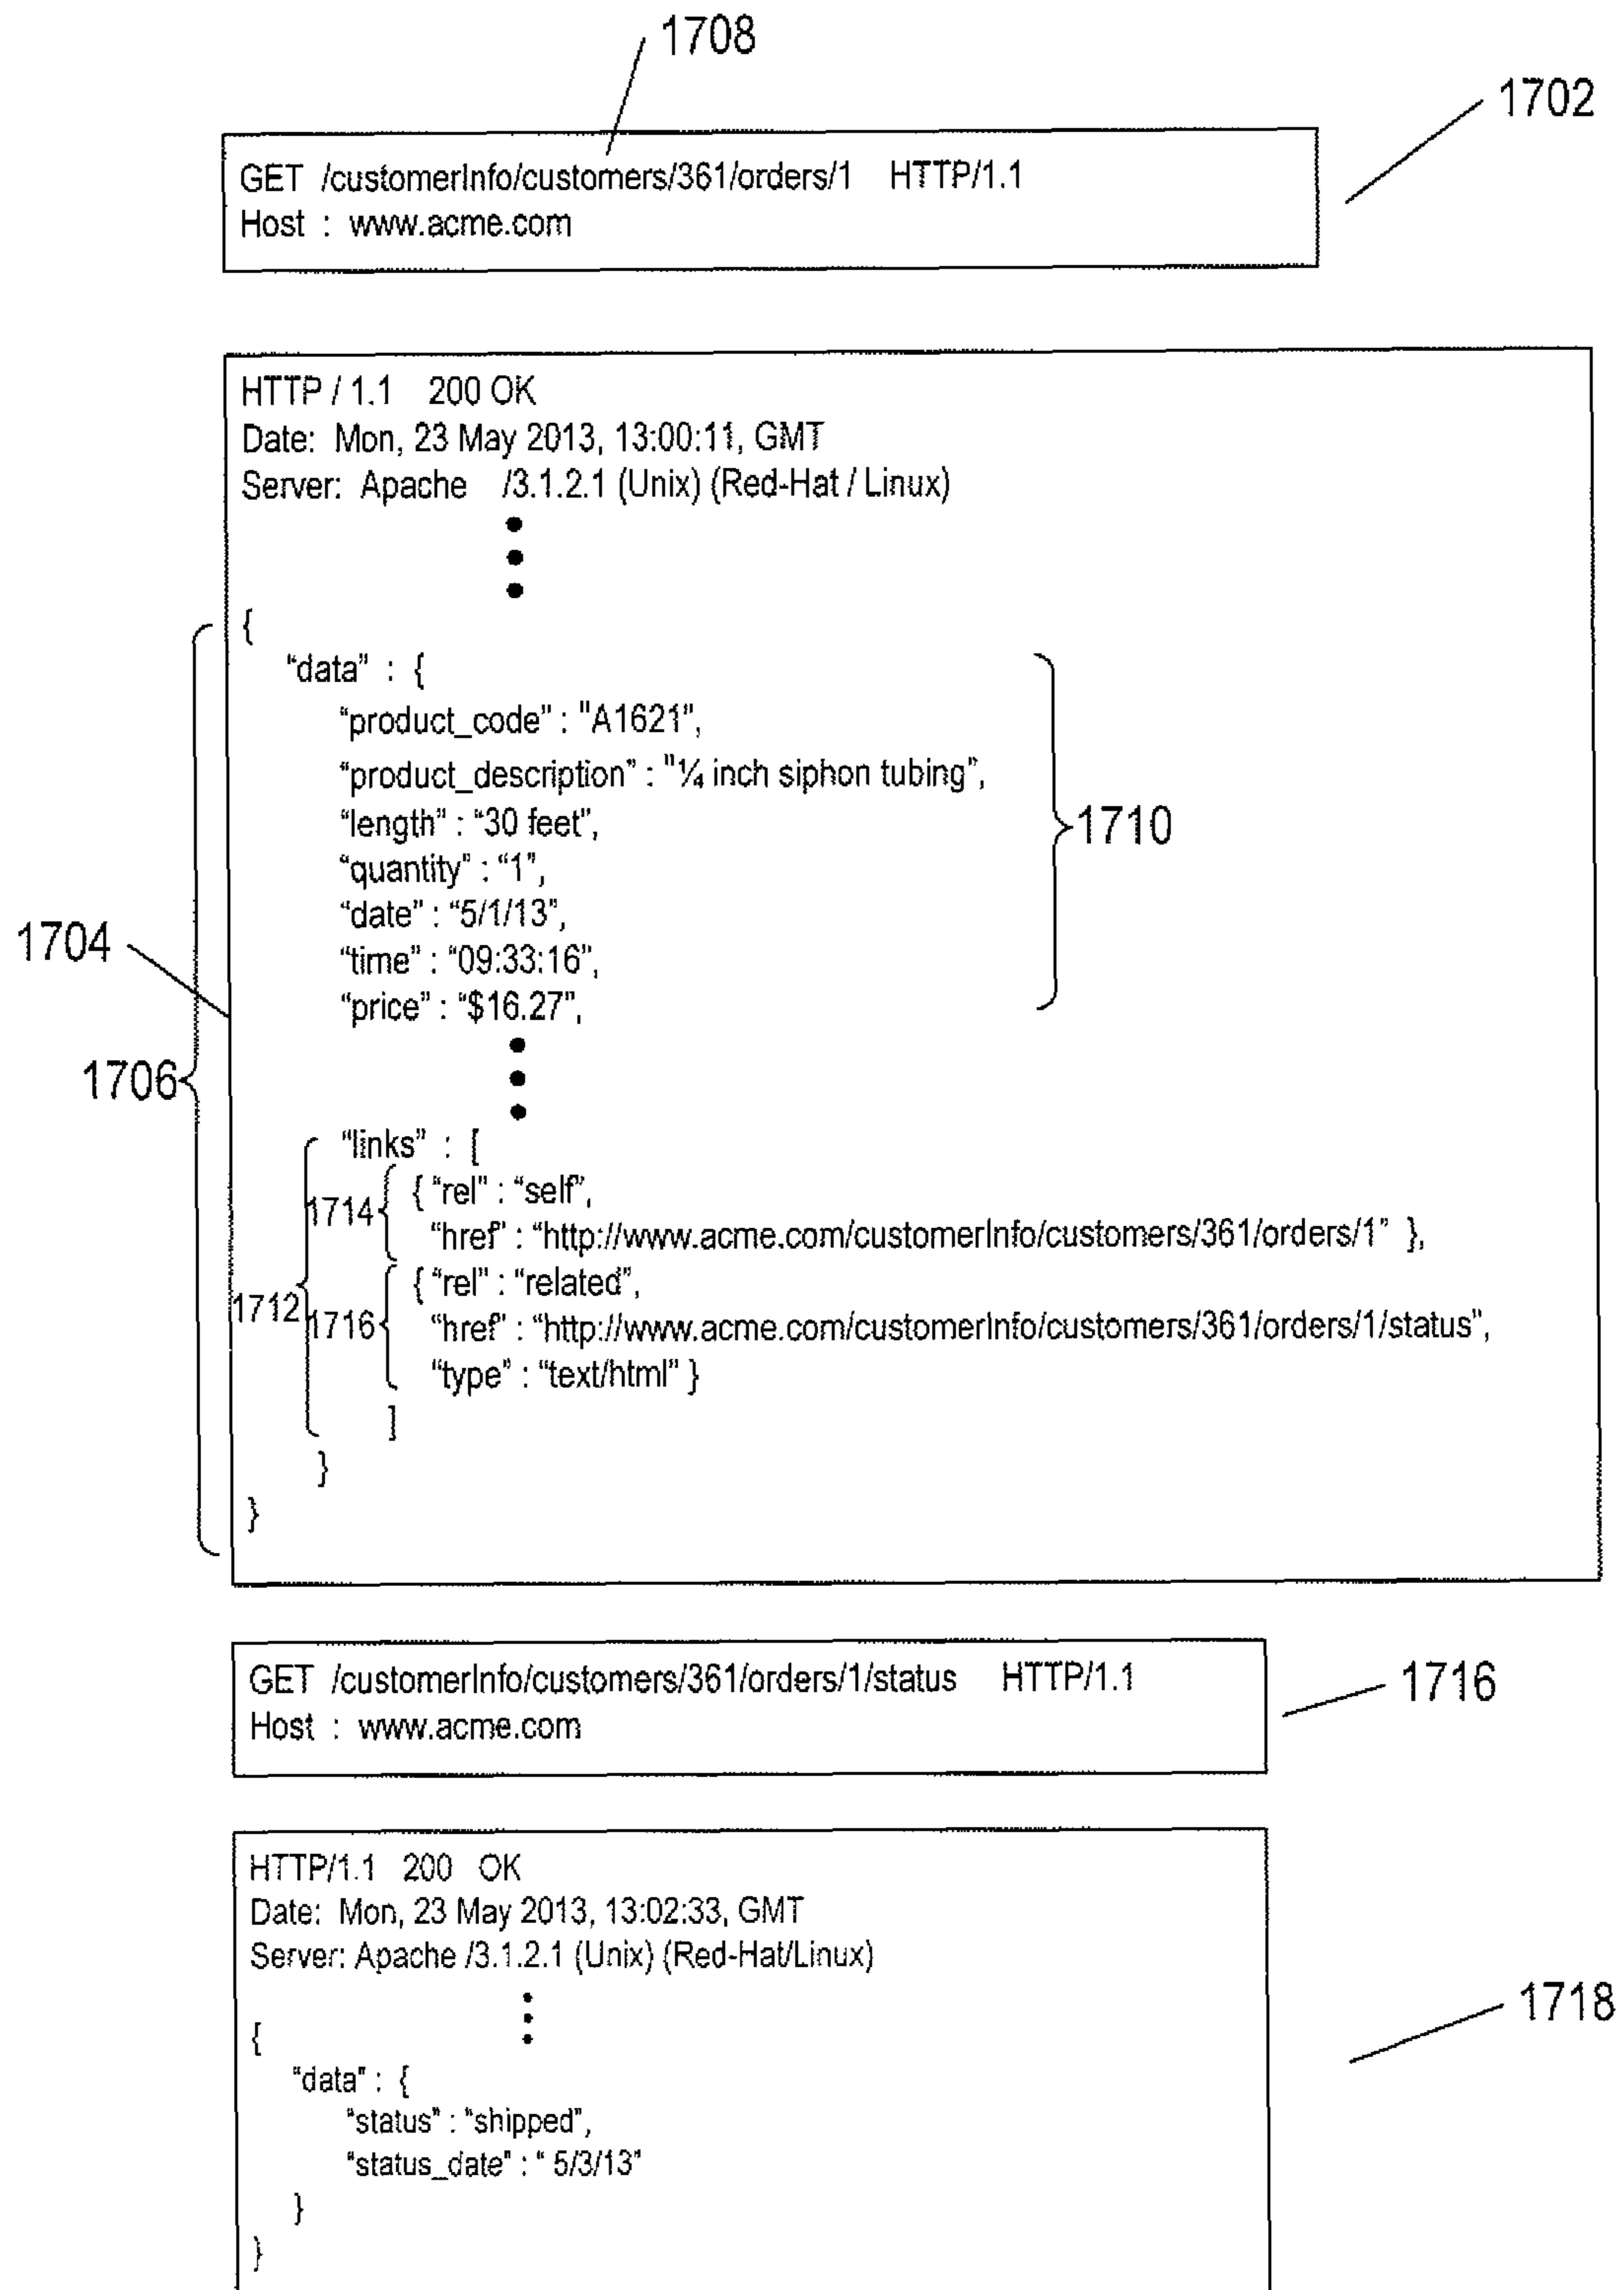 1708
1702
GET /customerInfo/customers/361/orders/1 HTTP/1.1
Host : www.acme.com
HTTP / 1.1 200 OK
Date: Mon, 23 May 2013, 13:00:11, GMT
Server: Apache /3.1.2.1 (Unix) (Red-Hat / Linux)
{
“data” : {
“product_code” : "A1621",
“product_description” : "¼ inch siphon tubing",
“length” : “30 feet”,
1710
“quantity” : “1”,
“date” : “5/1/13”,
1704
“time” : “09:33:16”,
“price” : “$16.27”,
1706
“links” : [
1714 { “rel” : “self”,
“href” : “http://www.acme.com/customerInfo/customers/361/orders/1” },
{ “rel” : “related”,
1712 1716 “href” : “http://www.acme.com/customerInfo/customers/361/orders/1/status”,
“type” : “text/html” }
]
}
}
GET /customerInfo/customers/361/orders/1/status HTTP/1.1
1716
Host : www.acme.com
HTTP/1.1 200 OK
Date: Mon, 23 May 2013, 13:02:33, GMT
Server: Apache /3.1.2.1 (Unix) (Red-Hat/Linux)
1718
{
“data” : {
“status” : “shipped”,
“status_date” : “ 5/3/13”
}
}